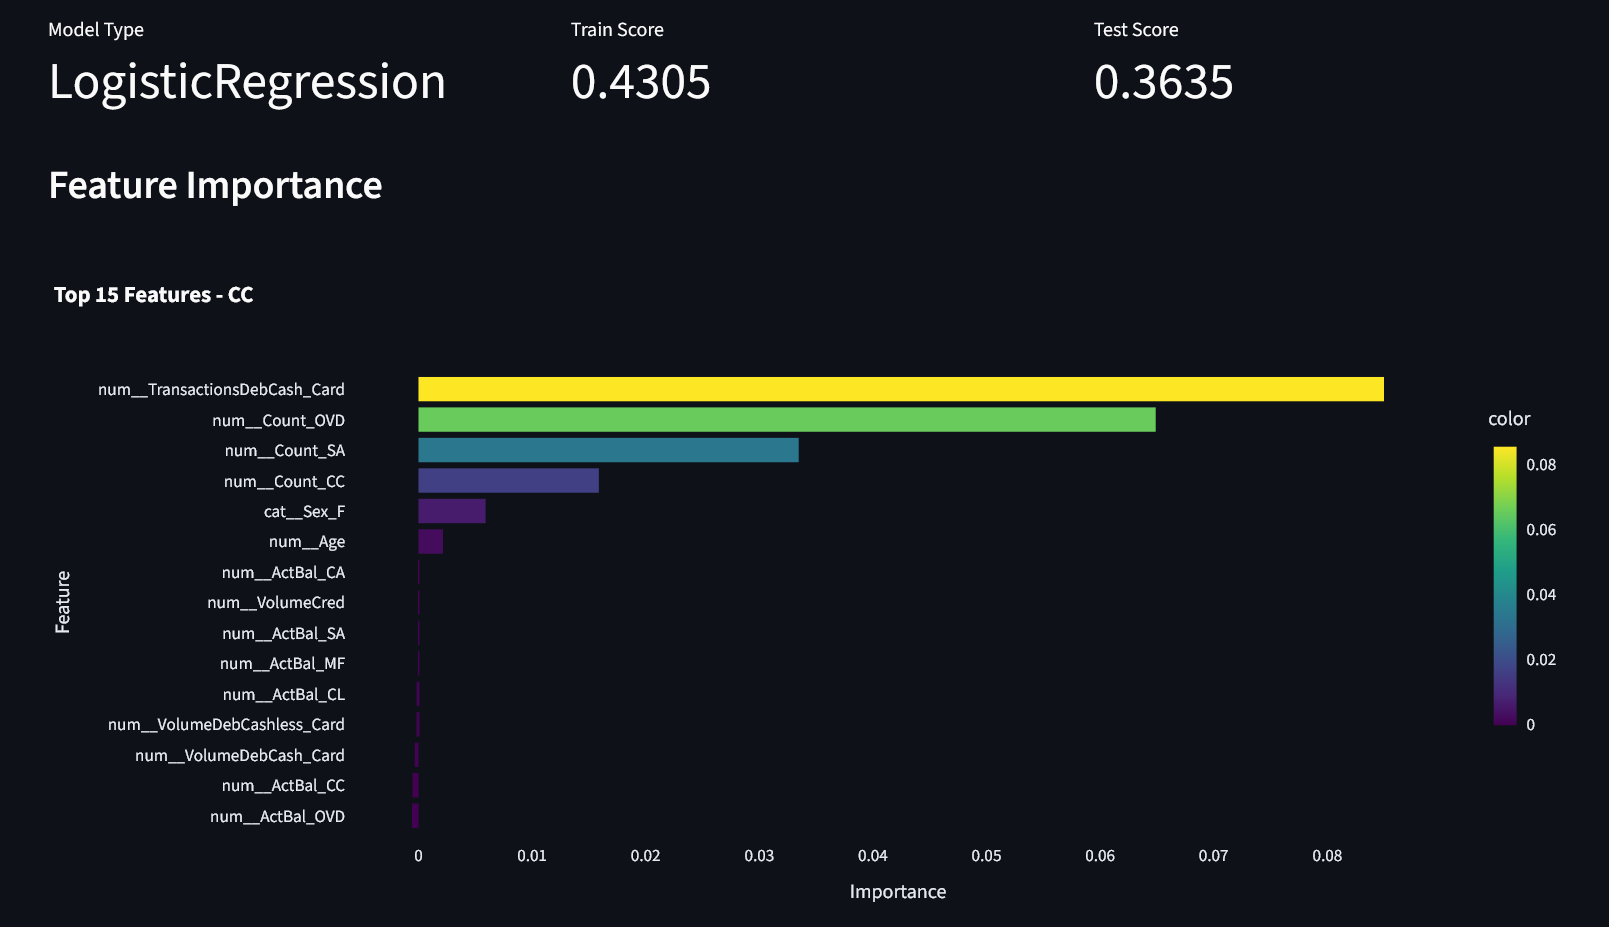 Model Type
Train Score
Test Score
LogisticRegression
0.4305
0.3635
Feature Importance
Top 15 Features - CC
num__TransactionsDebCash_Card
num__Count_OVD
num__Count_SA
num__Count_CC
cat__Sex_F
num__Age
num__ActBal_CA
num__VolumeCred
num__ActBal_SA
num__ActBal_MF
num__ActBal_CL
num__VolumeDebCashless_Card
num__VolumeDebCash_Card
num__ActBal_CC
num__ActBal_OVD
Feature
0 0.01 0.02 0.03 0.04 0.05 0.06 0.07 0.08
Importance
color
0.08
0.06
0.04
0.02
0